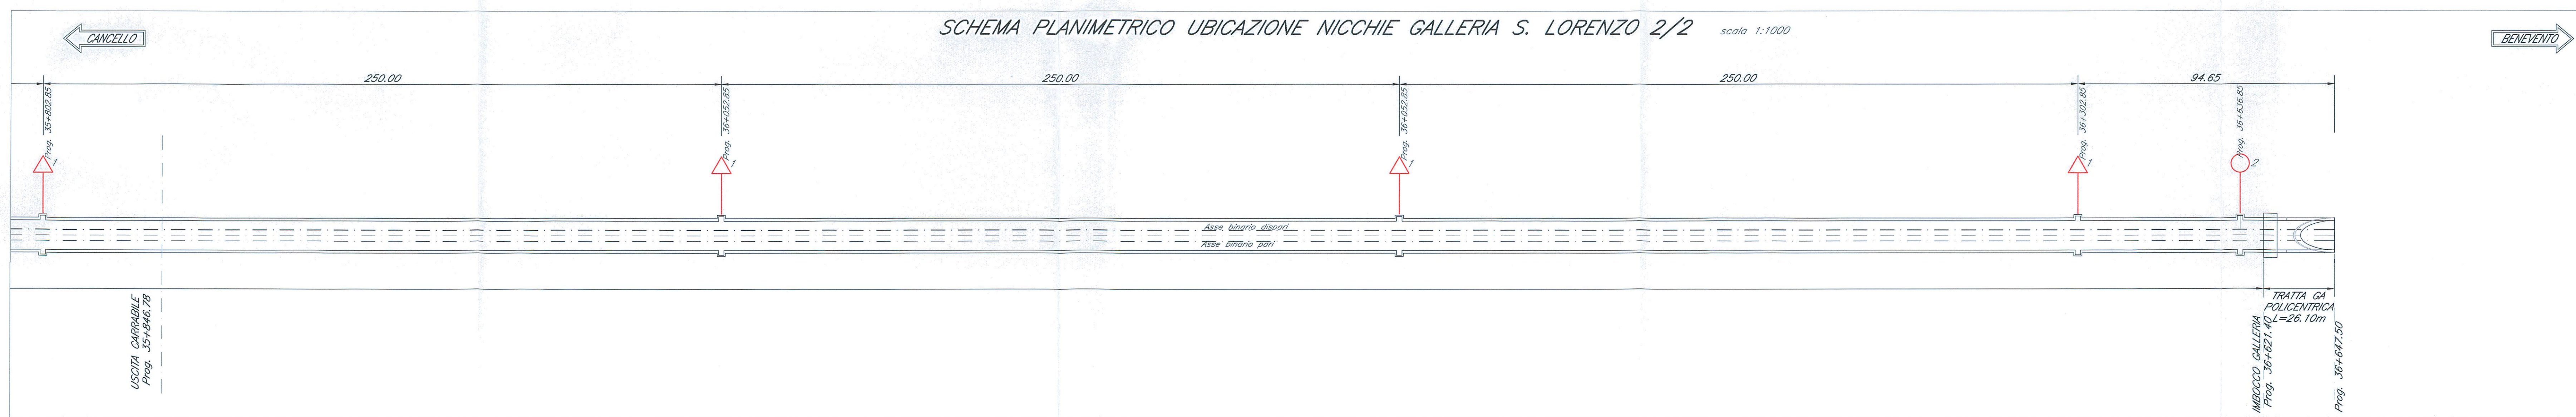 SCHEMA PLANIMETRICO UBICAZIONE NICCHIE GALLERIA S. LORENZO 2/2 scala 1:1000
CANCELLO
BENEVENTO
250.00
250.00
250.00
94.65
Prog. 35+802.85
Prog. 36+052.85
Prog. 36+052.85
Prog. 36+302.85
Prog. 36+636.85
1
1
1
1
2
Asse binario dispari
Asse binario pari
USCITA CARRABILE
Prog. 35+846.78
TRATTA GA
POLICENTRICA
L=26.10m
IMBOCCO GALLERIA
Prog. 36+621.40
Prog. 36+647.50